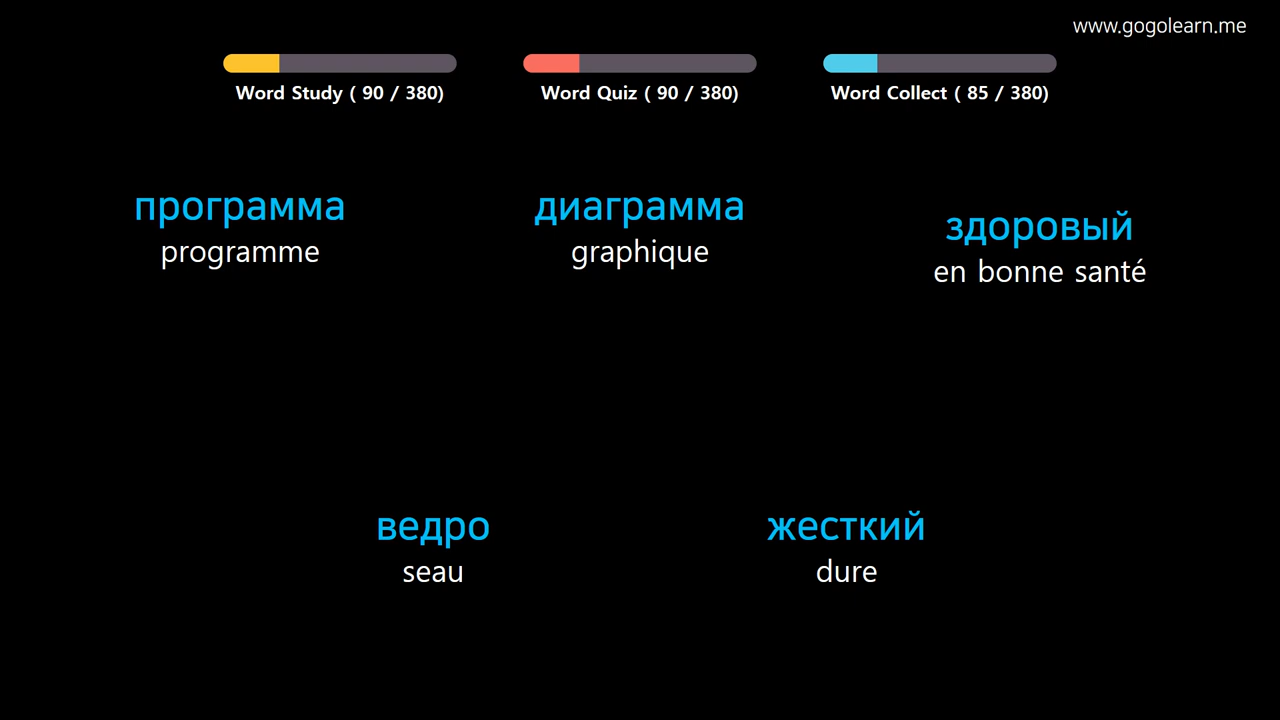 www.gogolearn.me
Word Study ( 90 / 380)
Word Quiz ( 90 / 380)
Word Collect ( 85 / 380)
программа
programme
диаграмма
graphique
здоровый
en bonne santé
ведро
seau
жесткий
dure